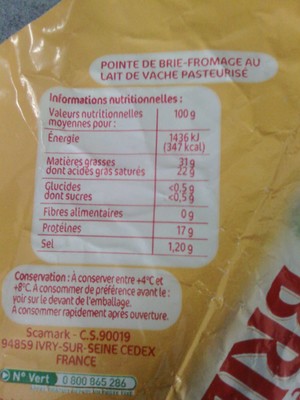 POINTE DE BRIE-FROMAGE AU
LAIT DE VACHE PASTEURISÉ
Informations nutritionnelles :
Valeurs nutritionnelles
moyennes pour :
100 g
Énergie
1436 kJ
(347 kcal)
Matières grasses
31 g
dont acides gras saturés
22 g
Glucides
<0,5 g
dont sucres
<0,5 g
Fibres alimentaires
0 g
Protéines
17 g
Sel
1,20 g
Conservation : À conserver entre +4°C et
+8°C. À consommer de préférence avant le :
voir sur le devant de l'emballage.
A consommer rapidement après ouverture.
Scamark - C.S.90019
94859 IVRY-SUR-SEINE CEDEX
FRANCE
N° Vert 0 800 865 286
BRIE